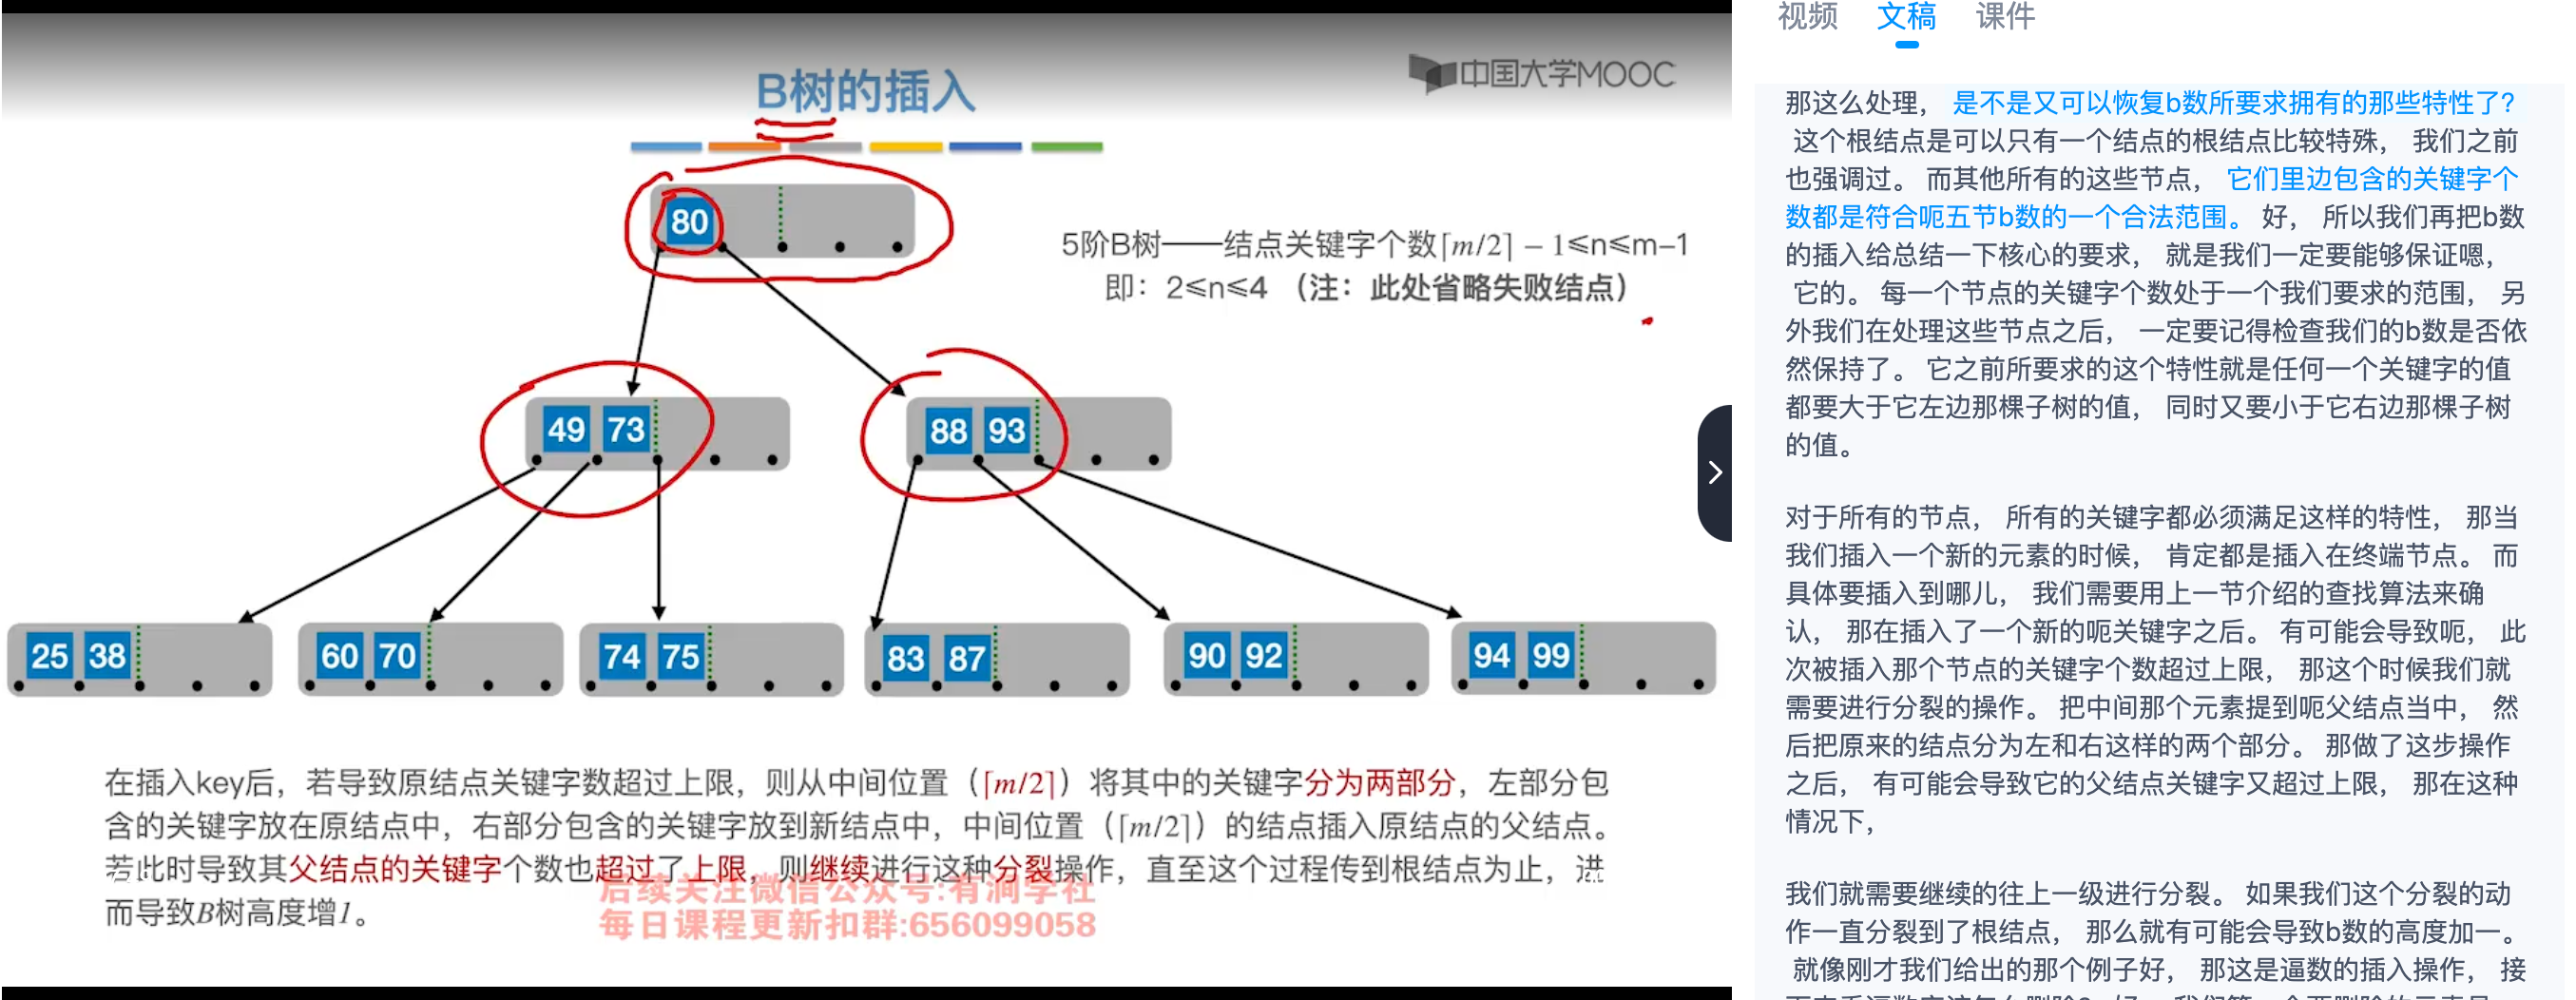 B树的插入
中国大学MOOC
80
5阶B树——结点关键字个数⌈m/2⌉ − 1≤n≤m−1
即：2≤n≤4 （注：此处省略失败结点）
49 73
88 93
25 38
60 70
74 75
83 87
90 92
94 99
在插入key后，若导致原结点关键字数超过上限，则从中间位置（⌈m/2⌉）将其中的关键字分为两部分，左部分包
含的关键字放在原结点中，右部分包含的关键字放到新结点中，中间位置（⌈m/2⌉）的结点插入原结点的父结点。
若此时导致其父结点的关键字个数也超过了上限，则继续进行这种分裂操作，直至这个过程传到根结点为止，进
而导致B树高度增1。
后续关注微信公众号:有涧学社
每日课程更新扣群:656099058
视频 文稿 课件
那这么处理， 是不是又可以恢复b数所要求拥有的那些特性了?
这个根结点是可以只有一个结点的根结点比较特殊， 我们之前
也强调过。 而其他所有的这些节点， 它们里边包含的关键字个
数都是符合呃五节b数的一个合法范围。 好， 所以我们再把b数
的插入给总结一下核心的要求， 就是我们一定要能够保证嗯，
它的。 每一个节点的关键字个数处于一个我们要求的范围， 另
外我们在处理这些节点之后， 一定要记得检查我们的b数是否依
然保持了。 它之前所要求的这个特性就是任何一个关键字的值
都要大于它左边那棵子树的值， 同时又要小于它右边那棵子树
的值。
对于所有的节点， 所有的关键字都必须满足这样的特性， 那当
我们插入一个新的元素的时候， 肯定都是插入在终端节点。 而
具体要插入到哪儿， 我们需要用上一节介绍的查找算法来确
认， 那在插入了一个新的呃关键字之后。 有可能会导致呃， 此
次被插入那个节点的关键字个数超过上限， 那这个时候我们就
需要进行分裂的操作。 把中间那个元素提到呃父结点当中， 然
后把原来的结点分为左和右这样的两个部分。 那做了这步操作
之后， 有可能会导致它的父结点关键字又超过上限， 那在这种
情况下，
我们就需要继续的往上一级进行分裂。 如果我们这个分裂的动
作一直分裂到了根结点， 那么就有可能会导致b数的高度加一。
就像刚才我们给出的那个例子好， 那这是逼数的插入操作， 接